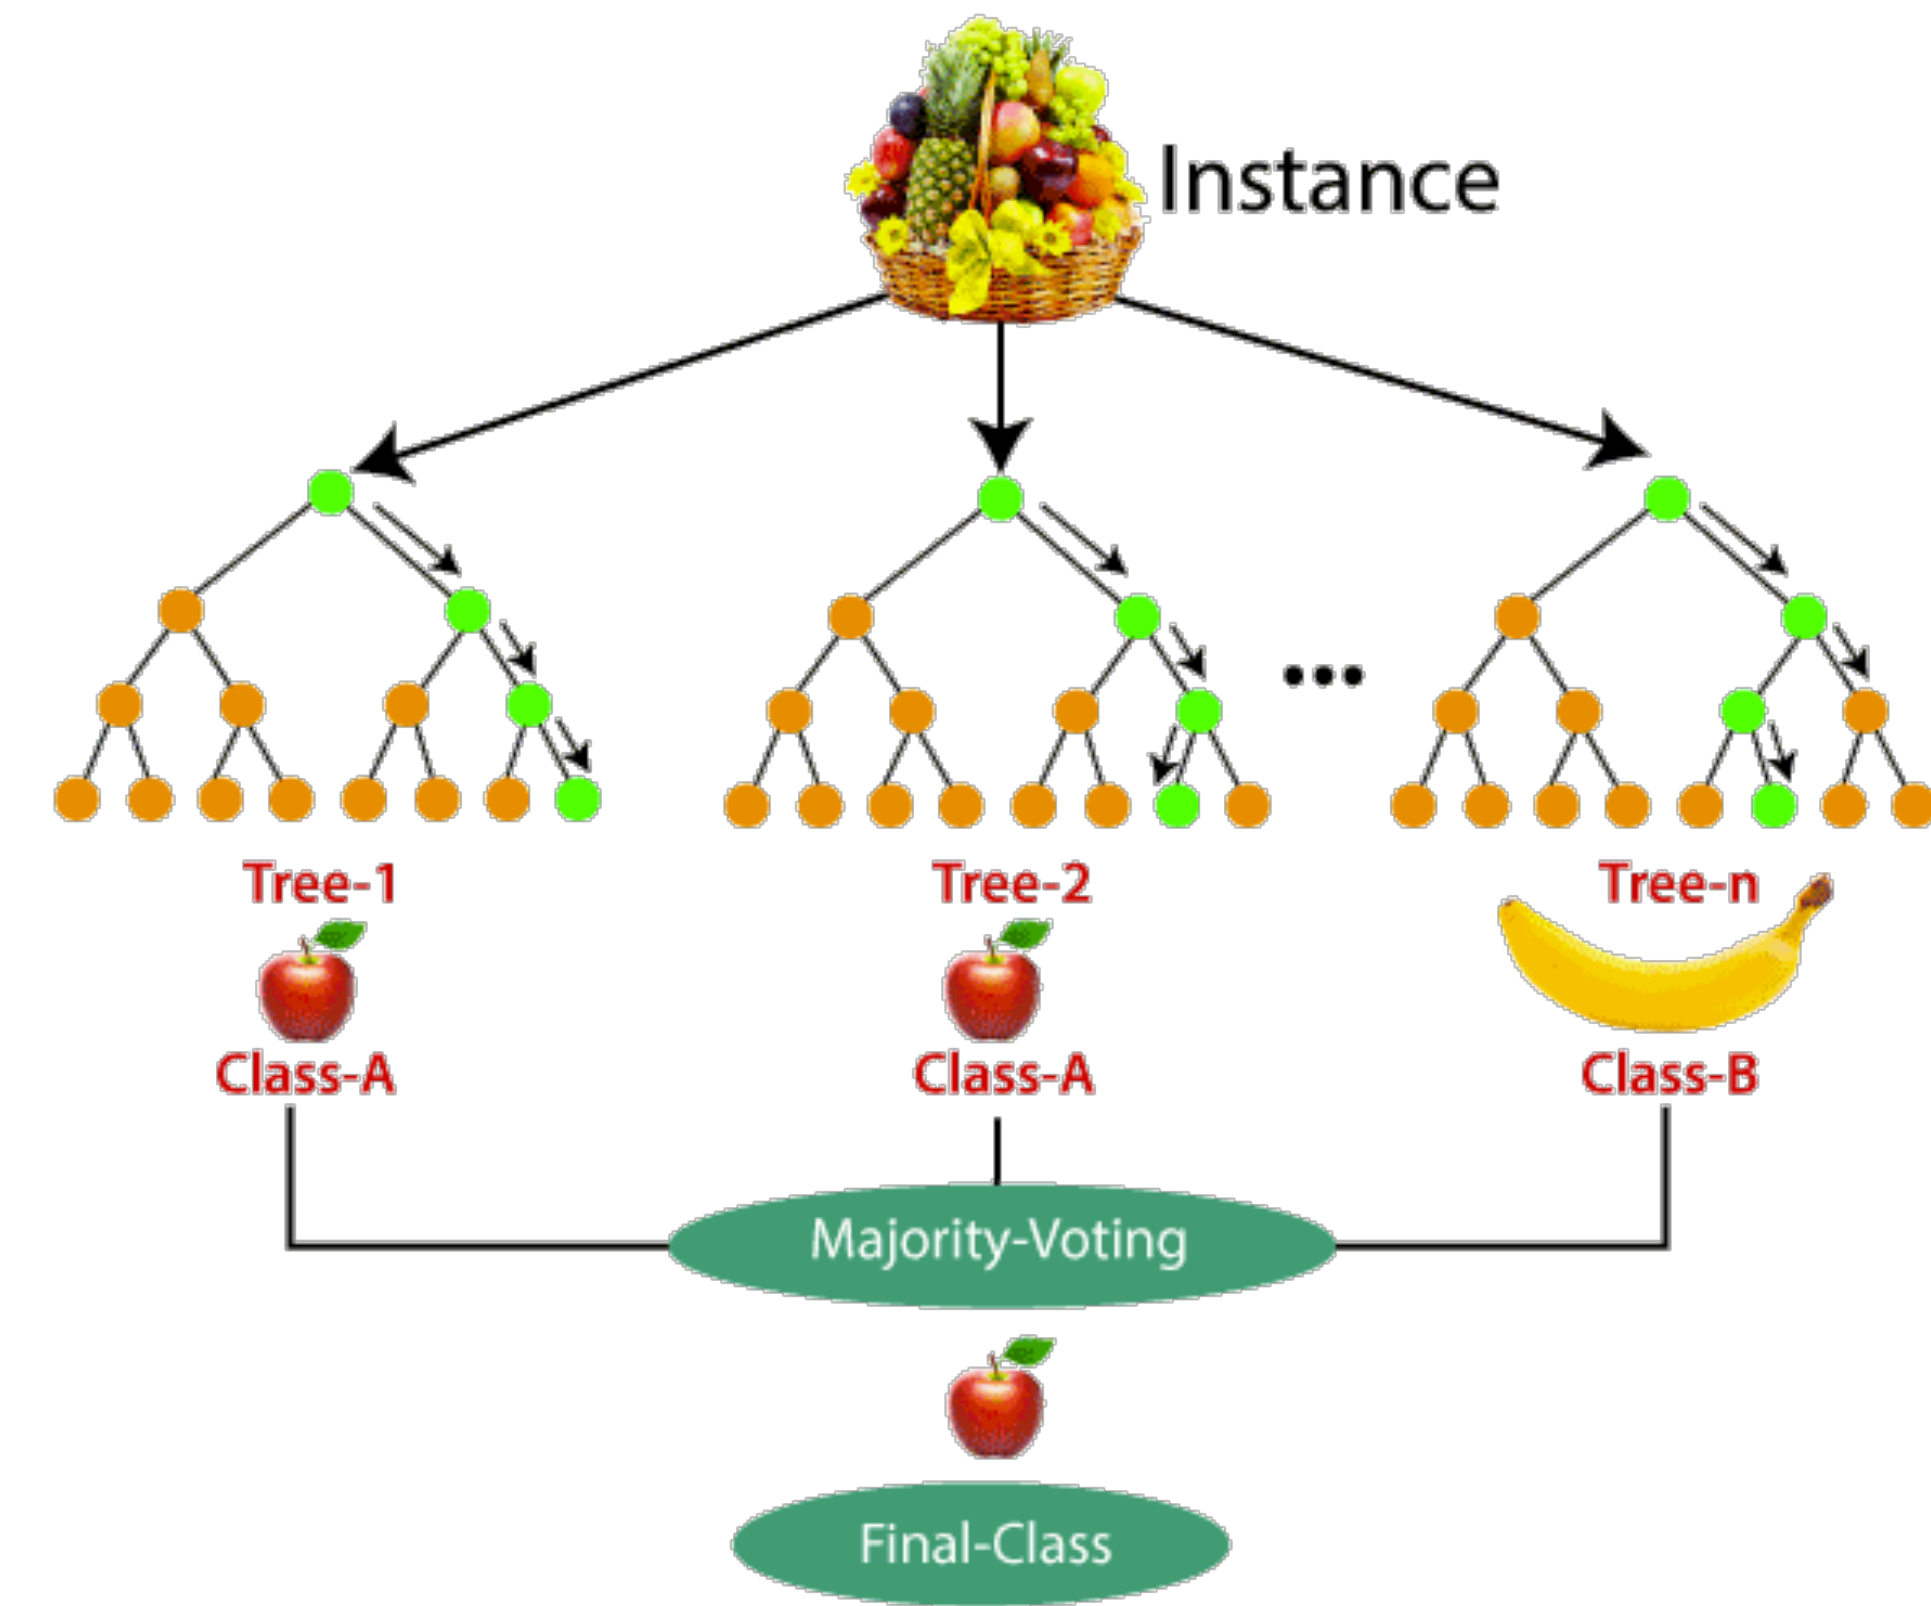 Instance
Tree-1
Tree-2
Tree-n
Class-A
Class-A
Class-B
Majority-Voting
Final-Class